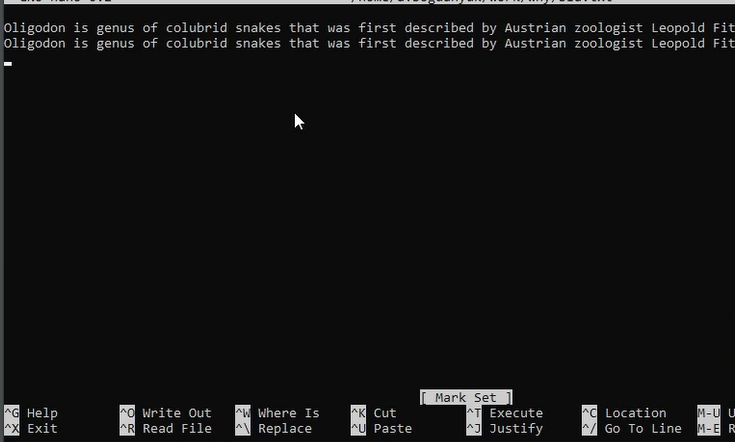 Oligodon is genus of colubrid snakes that was first described by Austrian zoologist Leopold Fit
Oligodon is genus of colubrid snakes that was first described by Austrian zoologist Leopold Fit
[ Mark Set ]
^G Help ^O Write Out ^W Where Is ^K Cut ^T Execute ^C Location M-U U
^X Exit ^R Read File ^\ Replace ^U Paste ^J Justify ^/ Go To Line M-E R